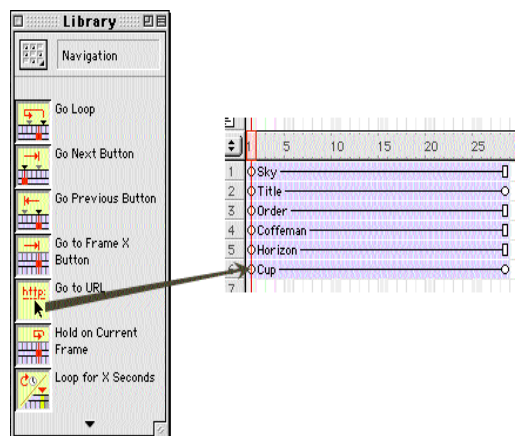 Library
Navigation
Go Loop
Go Next Button
Go Previous Button
Go to Frame X
Button
http:
Go to URL
Hold on Current
Frame
Loop for X Seconds
1 5 10 15 20 25
1 Sky
2 Title
3 Order
4 Coffeman
5 Horizon
6 Cup
7